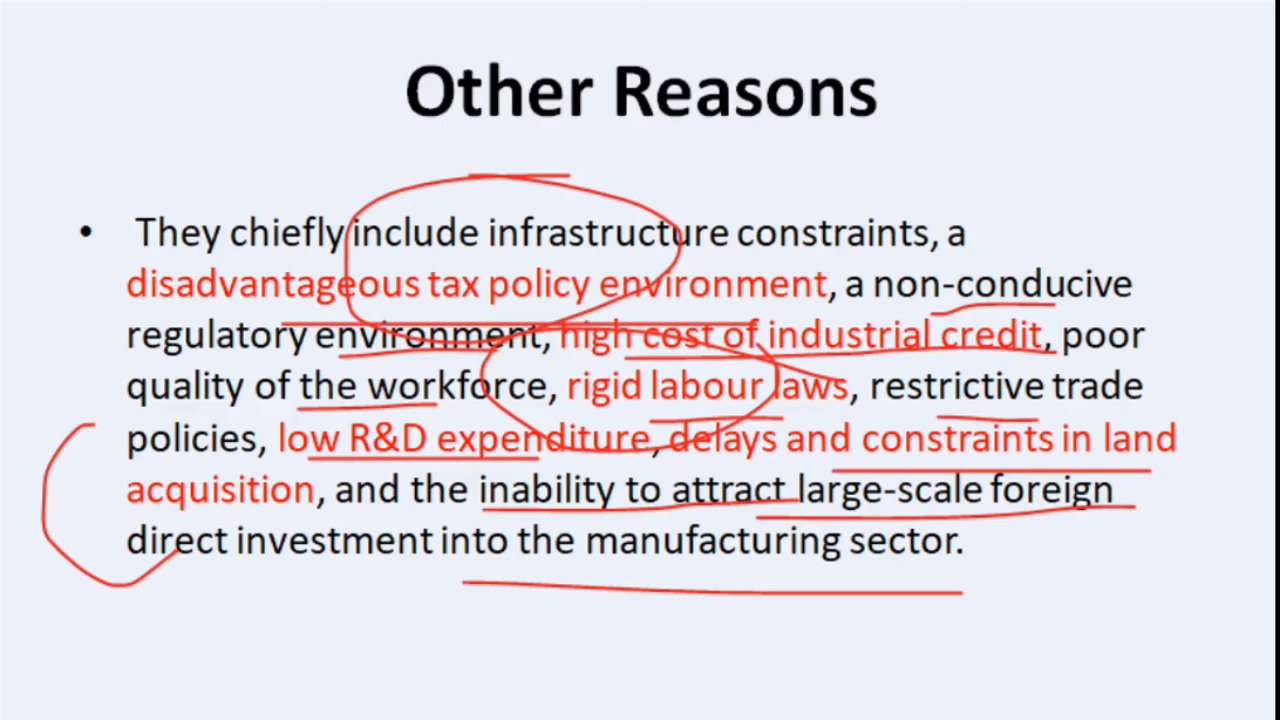 Other Reasons
• They chiefly include infrastructure constraints, a
disadvantageous tax policy environment, a non-conducive
regulatory environment, high cost of industrial credit, poor
quality of the workforce, rigid labour laws, restrictive trade
policies, low R&D expenditure, delays and constraints in land
acquisition, and the inability to attract large-scale foreign
direct investment into the manufacturing sector.